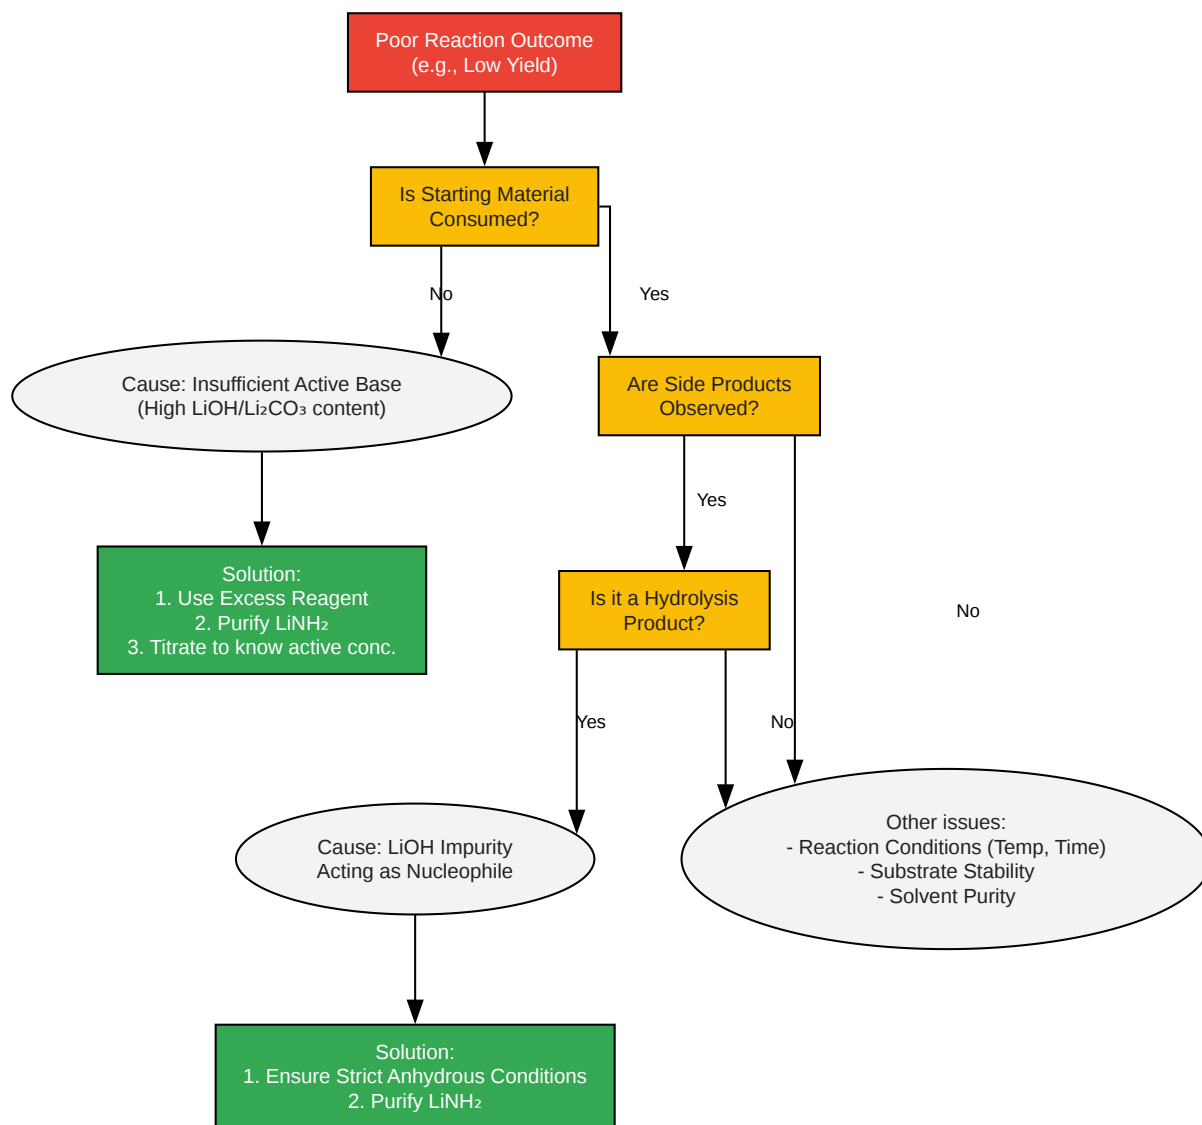 Poor Reaction Outcome
(e.g., Low Yield)
Is Starting Material
Consumed?
No
Yes
Cause: Insufficient Active Base
(High LiOH/Li₂CO₃ content)
Are Side Products
Observed?
Yes
Solution:
1. Use Excess Reagent
2. Purify LiNH₂
3. Titrate to know active conc.
Is it a Hydrolysis
Product?
No
Yes
No
Cause: LiOH Impurity
Acting as Nucleophile
Other issues:
- Reaction Conditions (Temp, Time)
- Substrate Stability
- Solvent Purity
Solution:
1. Ensure Strict Anhydrous Conditions
2. Purify LiNH₂